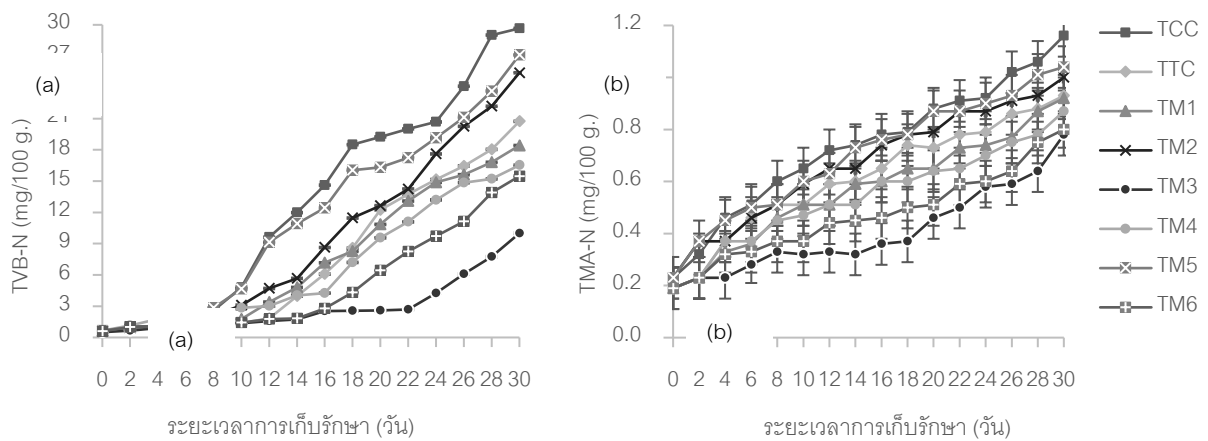 30
27
21
18
15
12
9
6
3
0
(a)
(a)
TVB-N (mg/100 g.)
0 2 4 6 8 10 12 14 16 18 20 22 24 26 28 30
ระยะเวลาการเก็บรักษา (วัน)
1.2
0.8
0.6
0.4
0.2
0.0
(b)
(b)
TMA-N (mg/100 g.)
0 2 4 6 8 10 12 14 16 18 20 22 24 26 28 30
ระยะเวลาการเก็บรักษา (วัน)
TCC
TTC
TM1
TM2
TM3
TM4
TM5
TM6